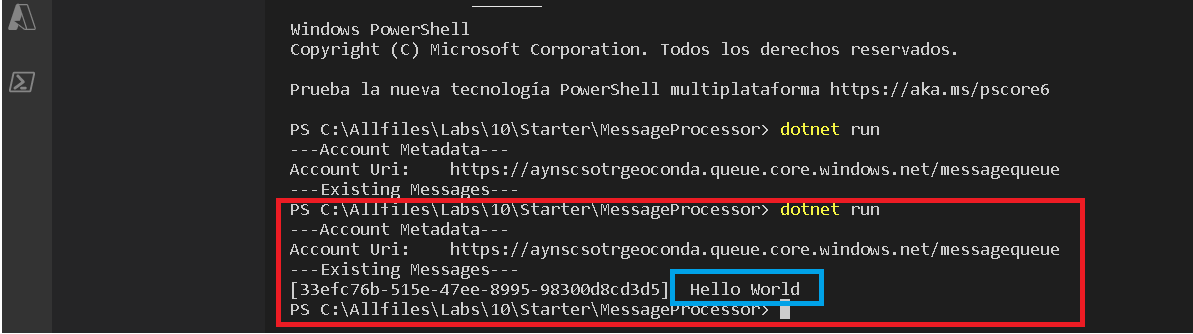 Windows PowerShell
Copyright (C) Microsoft Corporation. Todos los derechos reservados.
Prueba la nueva tecnología PowerShell multiplataforma https://aka.ms/pscore6
PS C:\Allfiles\Labs\10\Starter\MessageProcessor> dotnet run
---Account Metadata---
Account Uri:    https://aynscsotrgeoconda.queue.core.windows.net/messagequeue
---Existing Messages---
PS C:\Allfiles\Labs\10\Starter\MessageProcessor> dotnet run
---Account Metadata---
Account Uri:    https://aynscsotrgeoconda.queue.core.windows.net/messagequeue
---Existing Messages---
[33efc76b-515e-47ee-8995-98300d8cd3d5]  Hello World
PS C:\Allfiles\Labs\10\Starter\MessageProcessor>